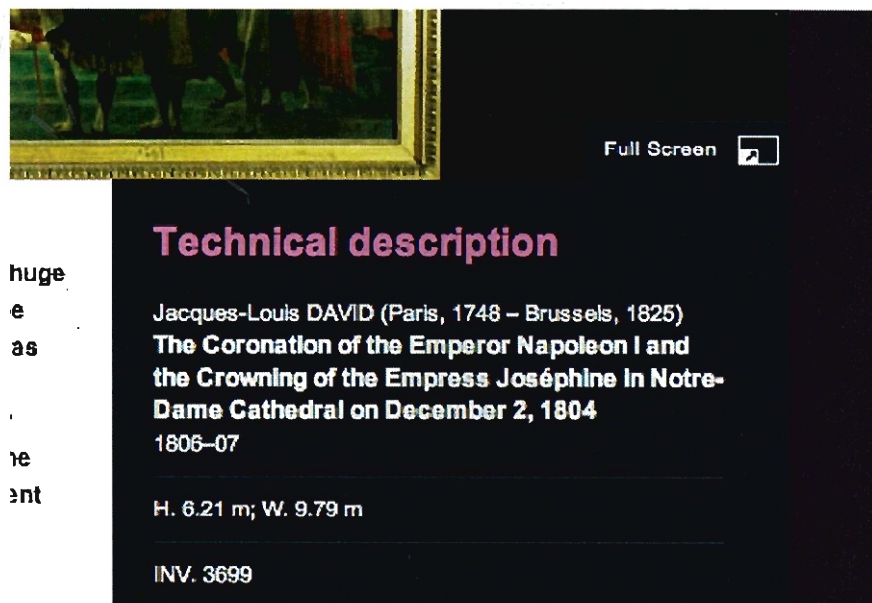 Full Screen
Technical description
huge
Jacques-Louis DAVID (Paris, 1748 – Brussels, 1825)
The Coronation of the Emperor Napoleon I and
as
the Crowning of the Empress Joséphine in Notre-
Dame Cathedral on December 2, 1804
1806–07
H. 6.21 m; W. 9.79 m
INV. 3699